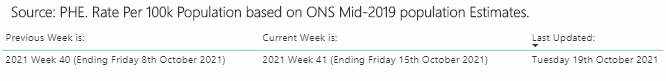 Source: PHE. Rate Per 100k Population based on ONS Mid-2019 population Estimates.
Previous Week is: Current Week is: Last Updated:
2021 Week 40 (Ending Friday 8th October 2021) 2021 Week 41 (Ending Friday 15th October 2021) Tuesday 19th October 2021